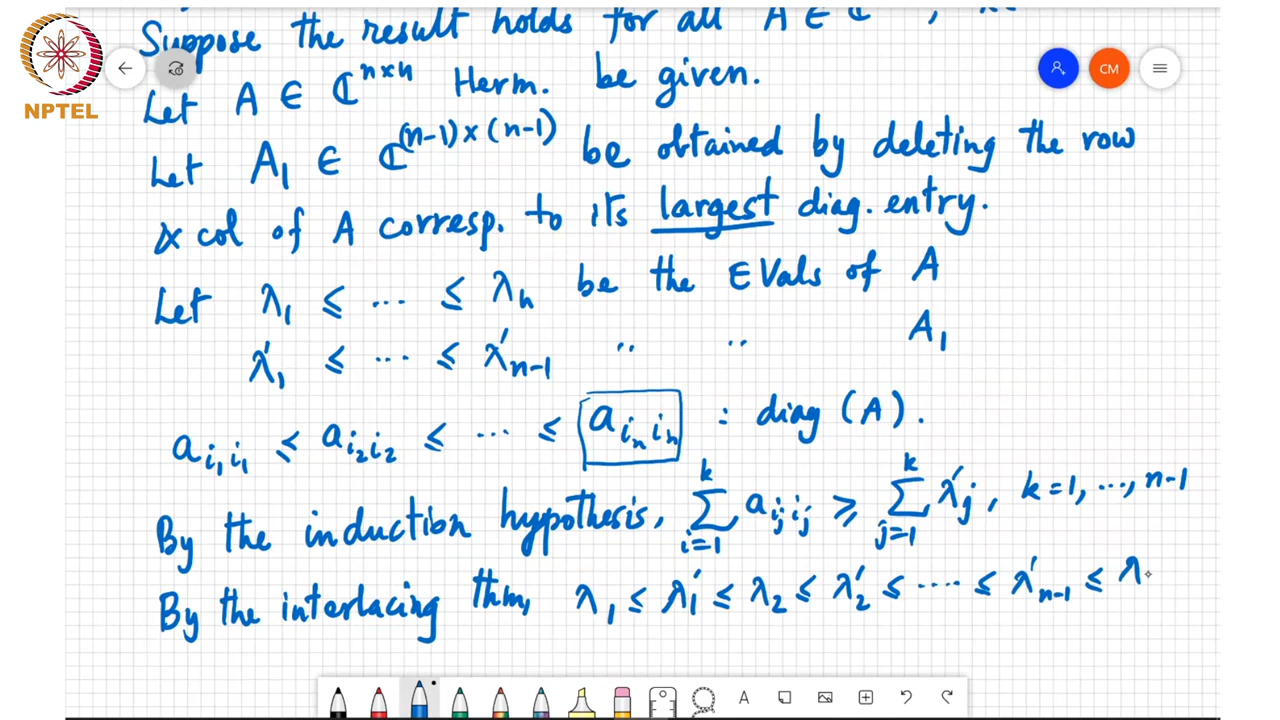 Suppose the result holds for all A ∈ ℂ
Let A ∈ ℂ^{n×n} Herm. be given.
NPTEL
CM
Let A₁ ∈ ℂ^{(n-1)×(n-1)} be obtained by deleting the row
& col of A corresp. to its largest diag. entry.
Let λ₁ ≤ ... ≤ λₙ be the EVals of A
λ'₁ ≤ ... ≤ λ'ₙ₋₁ " " A₁
a_{i₁i₁} ≤ a_{i₂i₂} ≤ ... ≤ a_{iₙiₙ} : diag (A).
By the induction hypothesis, ∑_{i=1}^{k} a_{i_j i_j} ≥ ∑_{j=1}^{k} λ'_j, k=1, ..., n-1
By the interlacing thm, λ₁ ≤ λ'₁ ≤ λ₂ ≤ λ'₂ ≤ .... ≤ λ'ₙ₋₁ ≤ λ
A